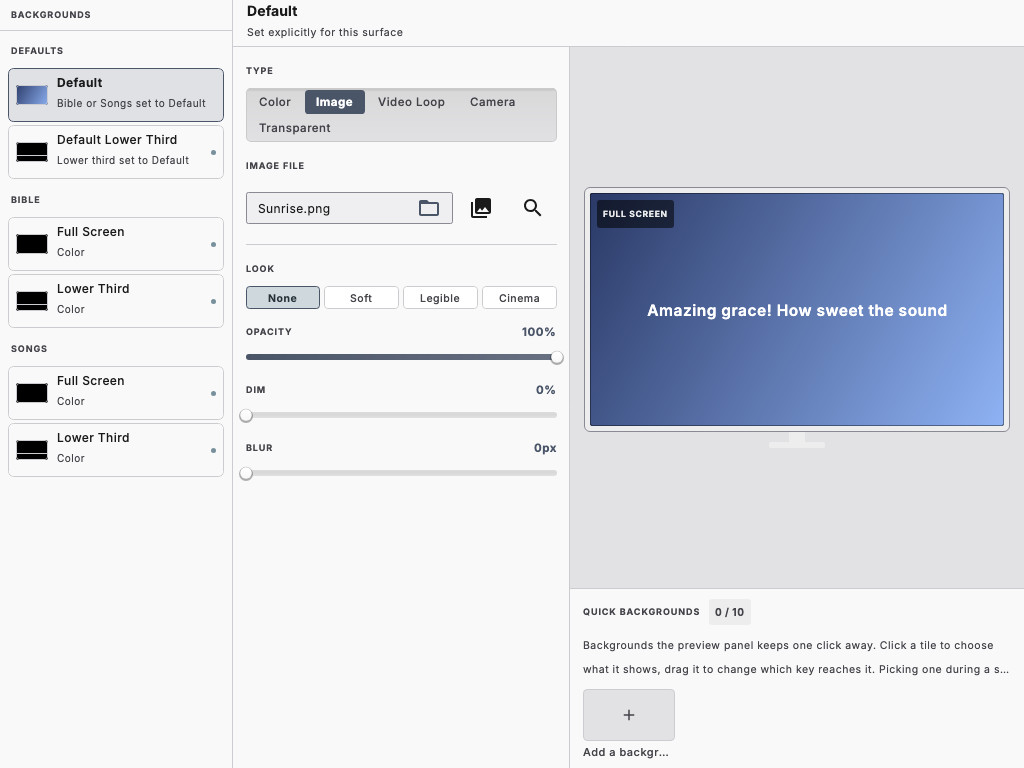 BACKGROUNDS
DEFAULTS
Default
Bible or Songs set to Default
Default Lower Third
Lower third set to Default
BIBLE
Full Screen
Color
Lower Third
Color
SONGS
Full Screen
Color
Lower Third
Color
Default
Set explicitly for this surface
TYPE
Color Image Video Loop Camera
Transparent
IMAGE FILE
Sunrise.png
LOOK
None Soft Legible Cinema
OPACITY 100%
DIM 0%
BLUR 0px
FULL SCREEN
Amazing grace! How sweet the sound
QUICK BACKGROUNDS 0 / 10
Backgrounds the preview panel keeps one click away. Click a tile to choose
what it shows, drag it to change which key reaches it. Picking one during a s...
+
Add a backgr...